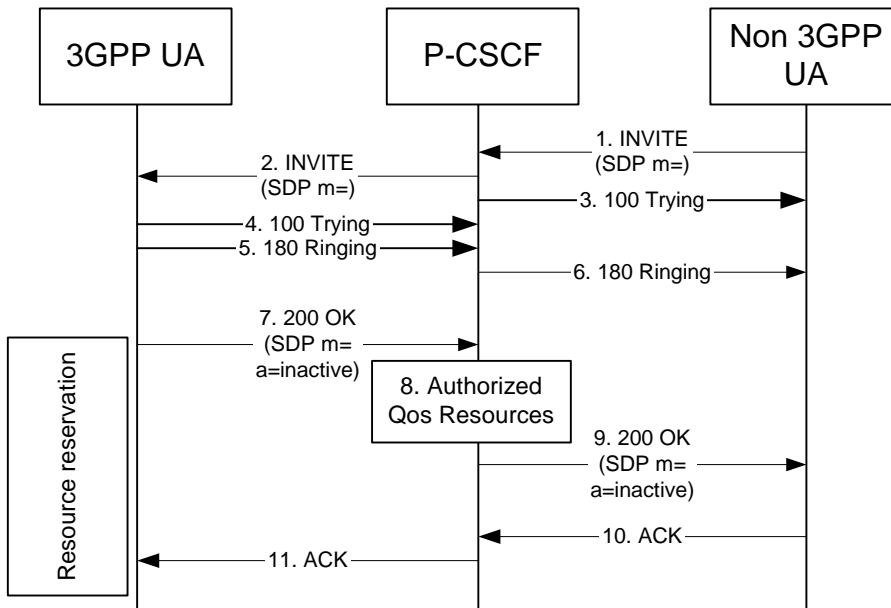 3GPP UA
P-CSCF
Non 3GPP
UA
1. INVITE
(SDP m=)
2. INVITE
(SDP m=)
3. 100 Trying
4. 100 Trying
5. 180 Ringing
6. 180 Ringing
7. 200 OK
(SDP m=
a=inactive)
8. Authorized
Qos Resources
9. 200 OK
(SDP m=
a=inactive)
Resource reservation
10. ACK
11. ACK